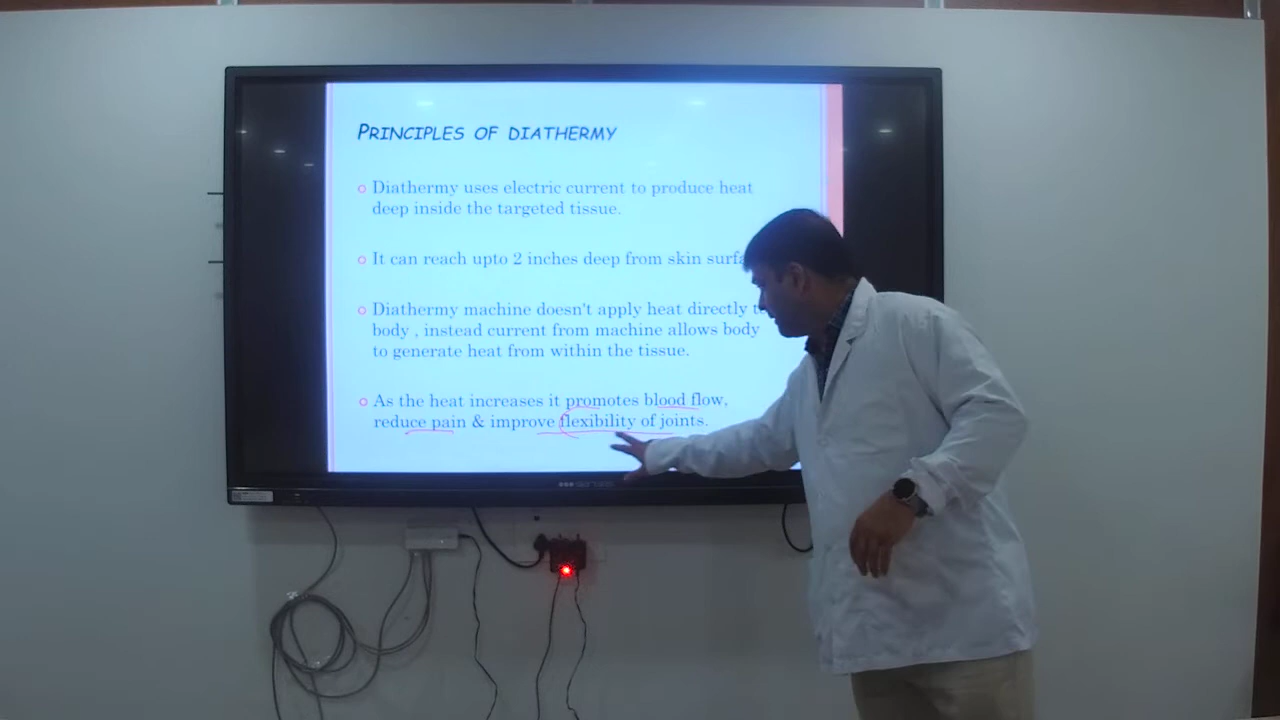 PRINCIPLES OF DIATHERMY
Diathermy uses electric current to produce heat
deep inside the targeted tissue.
It can reach upto 2 inches deep from skin
Diathermy machine doesn't apply heat directly
body , instead current from machine allows body
to generate heat from within the tissue.
As the heat increases it promotes blood flow,
reduce pain & improve flexibility of joints.